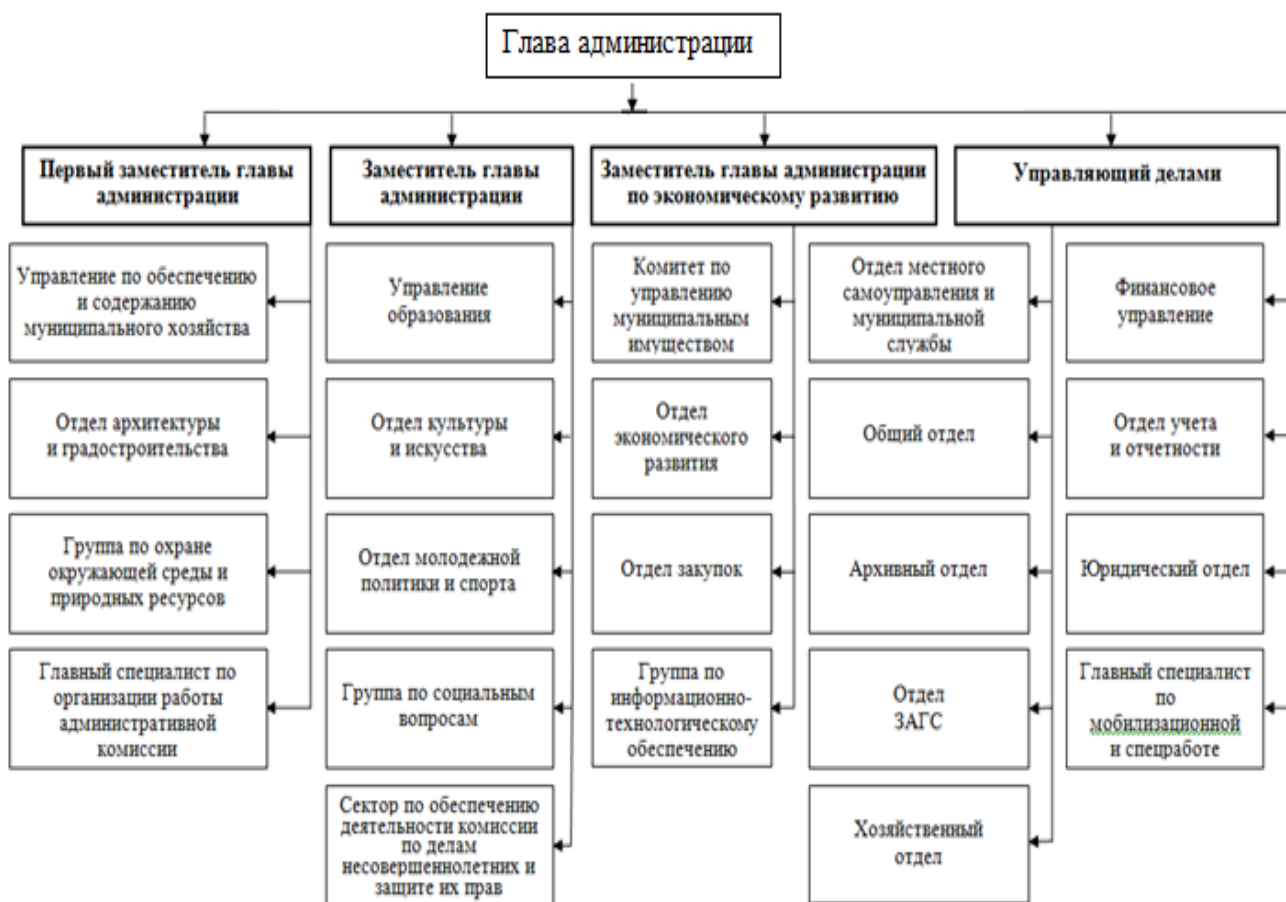 Глава администрации
Первый заместитель главы
администрации
Заместитель главы
администрации
Заместитель главы администрации
по экономическому развитию
Управляющий делами
Управление по обеспечению
и содержанию
муниципального хозяйства
Управление
образования
Комитет по
управлению
муниципальным
имуществом
Отдел местного
самоуправления и
муниципальной
службы
Финансовое
управление
Отдел архитектуры
и градостроительства
Отдел культуры
и искусства
Отдел
экономического
развития
Общий отдел
Отдел учета
и отчетности
Группа по охране
окружающей среды и
природных ресурсов
Отдел молодежной
политики и спорта
Отдел закупок
Архивный отдел
Юридический отдел
Главный специалист по
организации работы
административной
комиссии
Группа по социальным
вопросам
Группа по
информационно-
технологическому
обеспечению
Отдел
ЗАГС
Главный специалист
по
мобилизационной
и спецработе
Сектор по обеспечению
деятельности комиссии
по делам
несовершеннолетних и
защите их прав
Хозяйственный
отдел